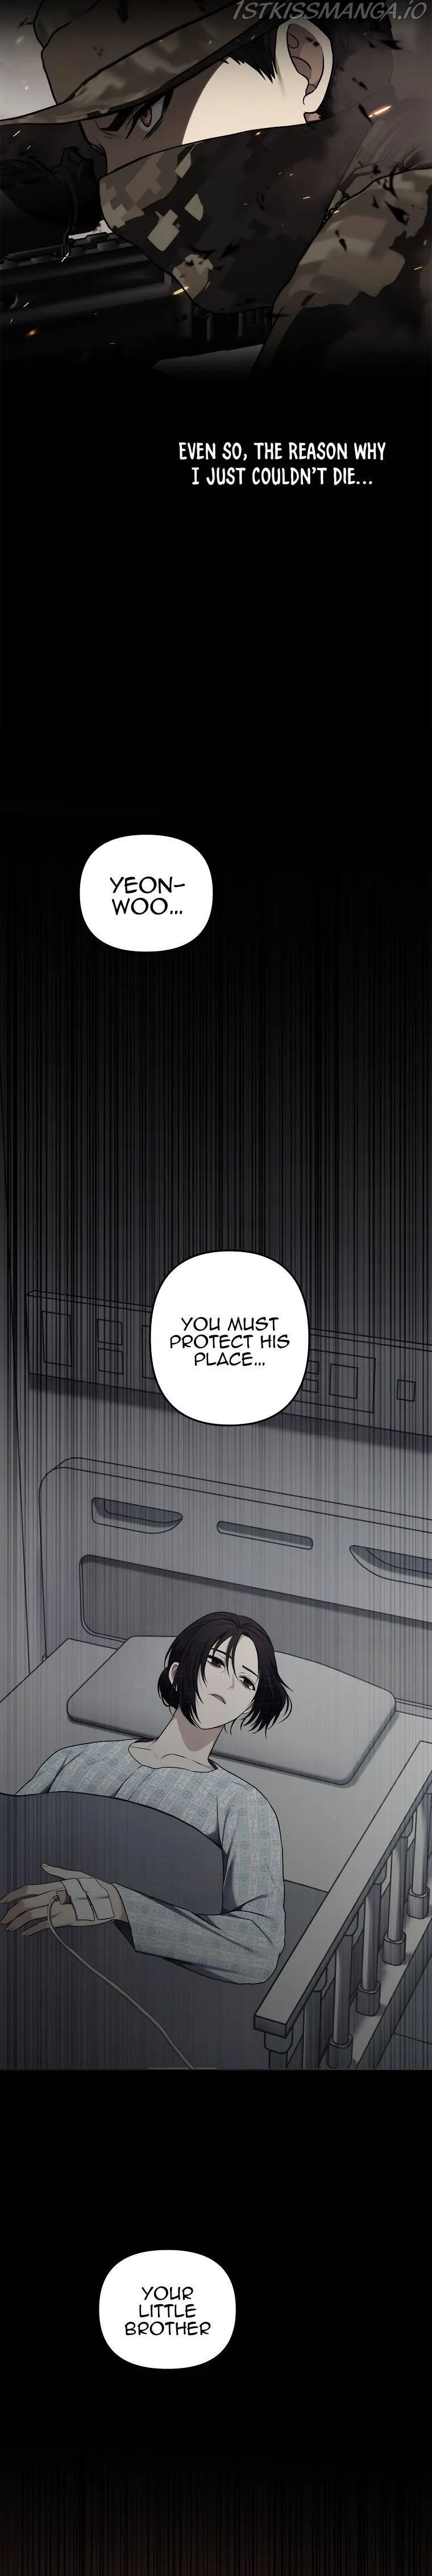 1STKISSMANGA.IO
EVEN SO, THE REASON WHY
I JUST COULDN'T DIE...
YEON-
WOO...
YOU MUST
PROTECT HIS
PLACE...
YOUR
LITTLE
BROTHER